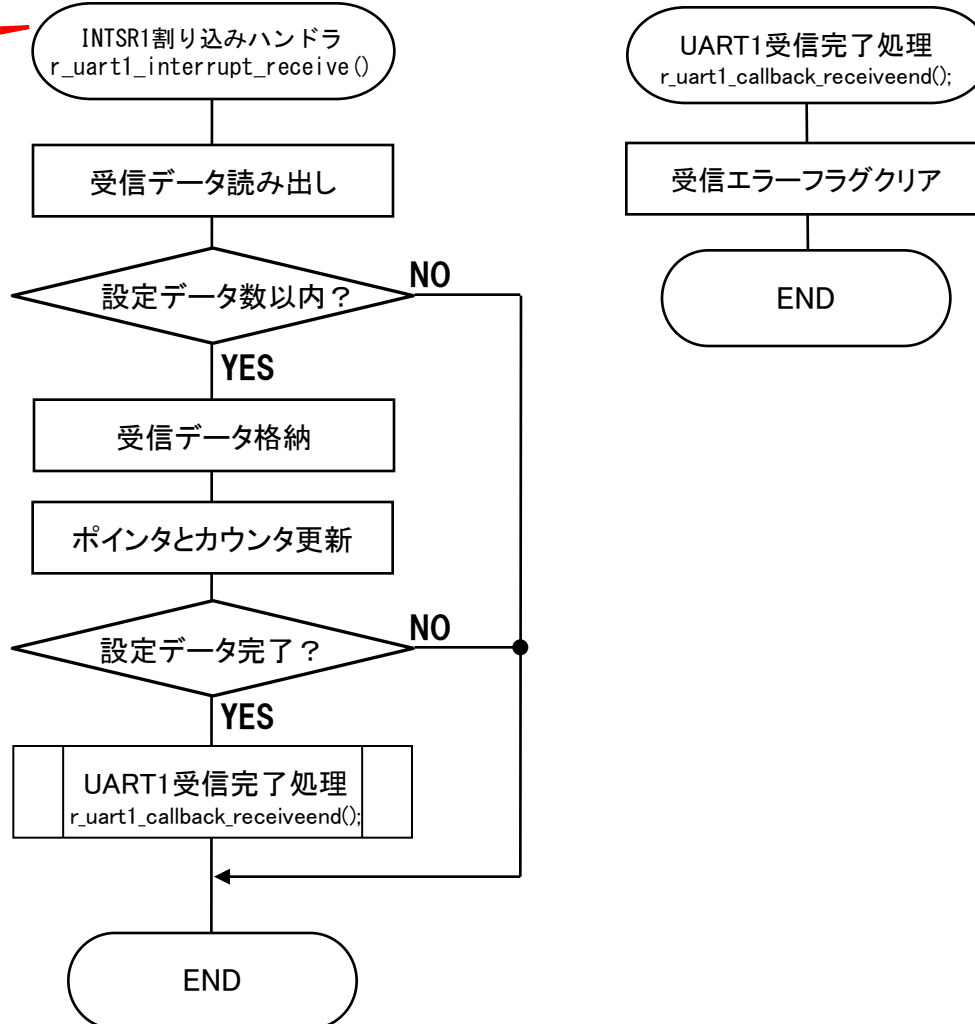 INTSR1割り込みハンドラ
r_uart1_interrupt_receive()
受信データ読み出し
設定データ数以内？
NO
YES
受信データ格納
ポインタとカウンタ更新
設定データ完了？
NO
YES
UART1受信完了処理
r_uart1_callback_receiveend();
END
UART1受信完了処理
r_uart1_callback_receiveend();
受信エラーフラグクリア
END